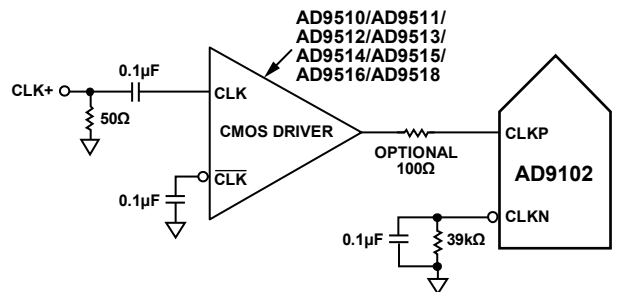 AD9510/AD9511/
AD9512/AD9513/
AD9514/AD9515/
AD9516/AD9518
0.1µF
CLK+
CLK
50Ω
CMOS DRIVER
CLKP
OPTIONAL
100Ω
AD9102
CLK
0.1µF
CLKN
0.1µF
39kΩ